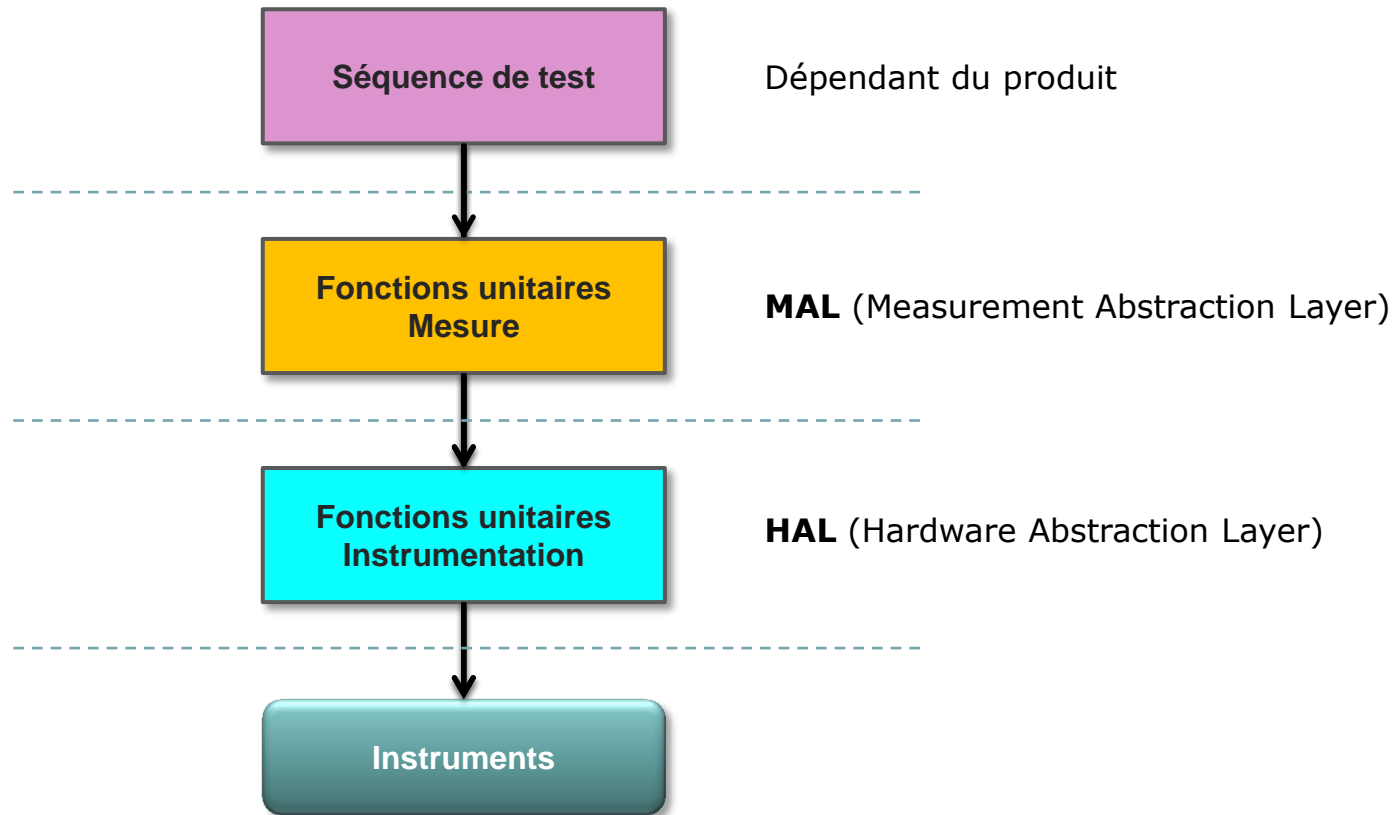 Séquence de test
Dépendant du produit
Fonctions unitaires
Mesure
MAL (Measurement Abstraction Layer)
Fonctions unitaires
Instrumentation
HAL (Hardware Abstraction Layer)
Instruments